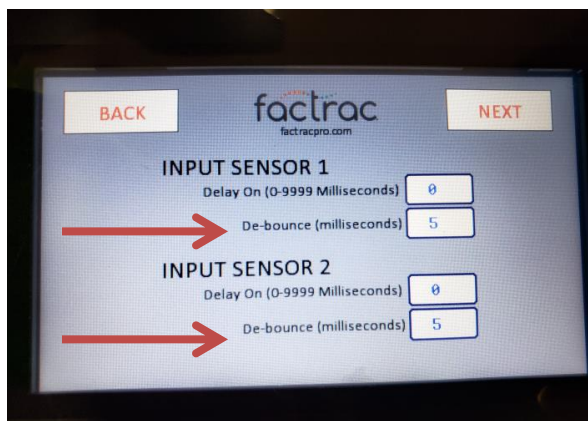 BACK
factrac
NEXT
factracpro.com
INPUT SENSOR 1
Delay On (0-9999 Milliseconds) 0
De-bounce (milliseconds) 5
INPUT SENSOR 2
Delay On (0-9999 Milliseconds) 0
De-bounce (milliseconds) 5